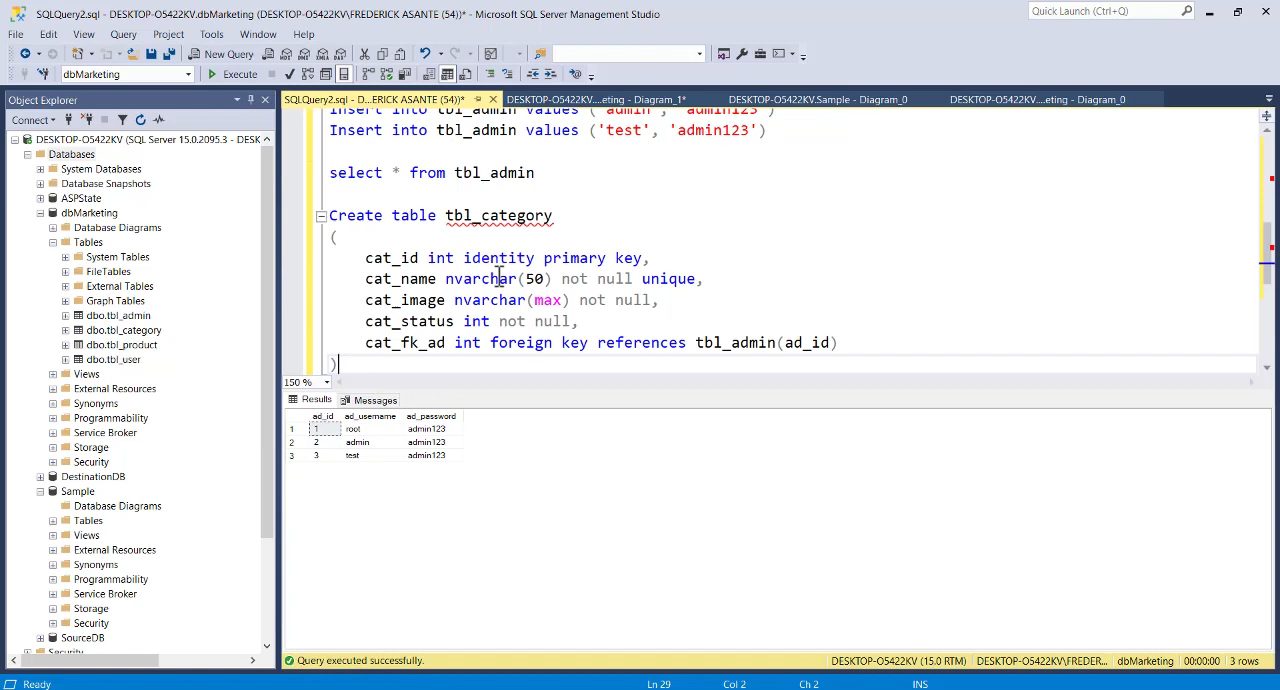 SQLQuery2.sql - DESKTOP-O5422KV.dbMarketing (DESKTOP-O5422KV\FREDERICK ASANTE (54))* - Microsoft SQL Server Management Studio
Quick Launch (Ctrl+Q)
File Edit View Query Project Tools Window Help
New Query
dbMarketing Execute
Object Explorer
SQLQuery2.sql - D...ERICK ASANTE (54))*
DESKTOP-O5422KV....eting - Diagram_1*
DESKTOP-O5422KV.Sample - Diagram_0
DESKTOP-O5422KV....eting - Diagram_0
Connect
DESKTOP-O5422KV (SQL Server 15.0.2095.3 - DESK
Databases
System Databases
Database Snapshots
ASPState
dbMarketing
Database Diagrams
Tables
System Tables
FileTables
External Tables
Graph Tables
dbo.tbl_admin
dbo.tbl_category
dbo.tbl_product
dbo.tbl_user
Views
External Resources
Synonyms
Programmability
Service Broker
Storage
Security
DestinationDB
Sample
Database Diagrams
Tables
Views
External Resources
Synonyms
Programmability
Service Broker
Storage
Security
SourceDB
Security
Insert into tbl_admin values ('admin', 'admin123')
Insert into tbl_admin values ('test', 'admin123')
select * from tbl_admin
Create table tbl_category
(
cat_id int identity primary key,
cat_name nvarchar(50) not null unique,
cat_image nvarchar(max) not null,
cat_status int not null,
cat_fk_ad int foreign key references tbl_admin(ad_id)
)
150 %
Results Messages
ad_id ad_username ad_password
1 1 root admin123
2 2 admin admin123
3 3 test admin123
Query executed successfully.
DESKTOP-O5422KV (15.0 RTM) DESKTOP-O5422KV\FREDER... dbMarketing 00:00:00 3 rows
Ready Ln 29 Col 2 Ch 2 INS